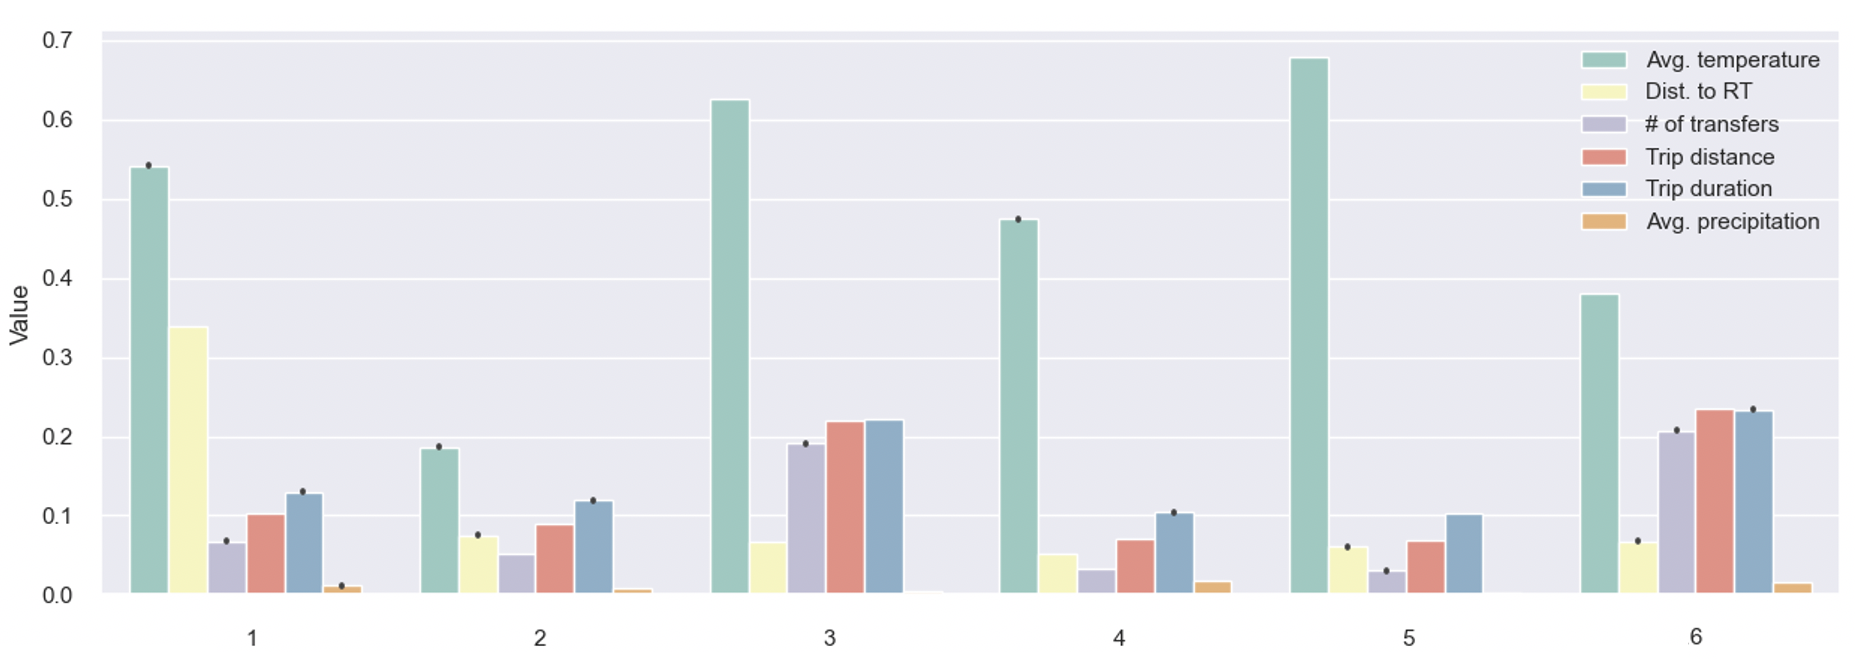 0.7
0.6
0.5
0.4
0.3
0.2
0.1
0.0
Value
Avg. temperature
Dist. to RT
# of transfers
Trip distance
Trip duration
Avg. precipitation
1 2 3 4 5 6